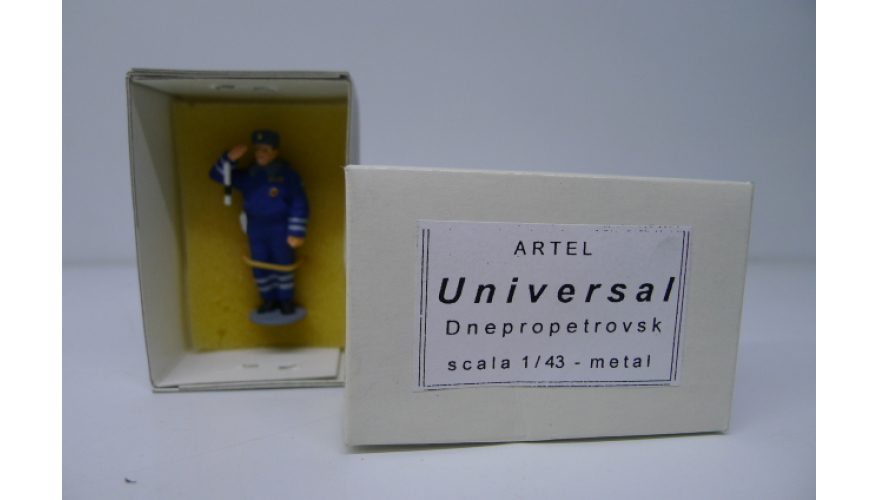 ARTEL
Universal
Dnepropetrovsk
scala 1/43 - metal